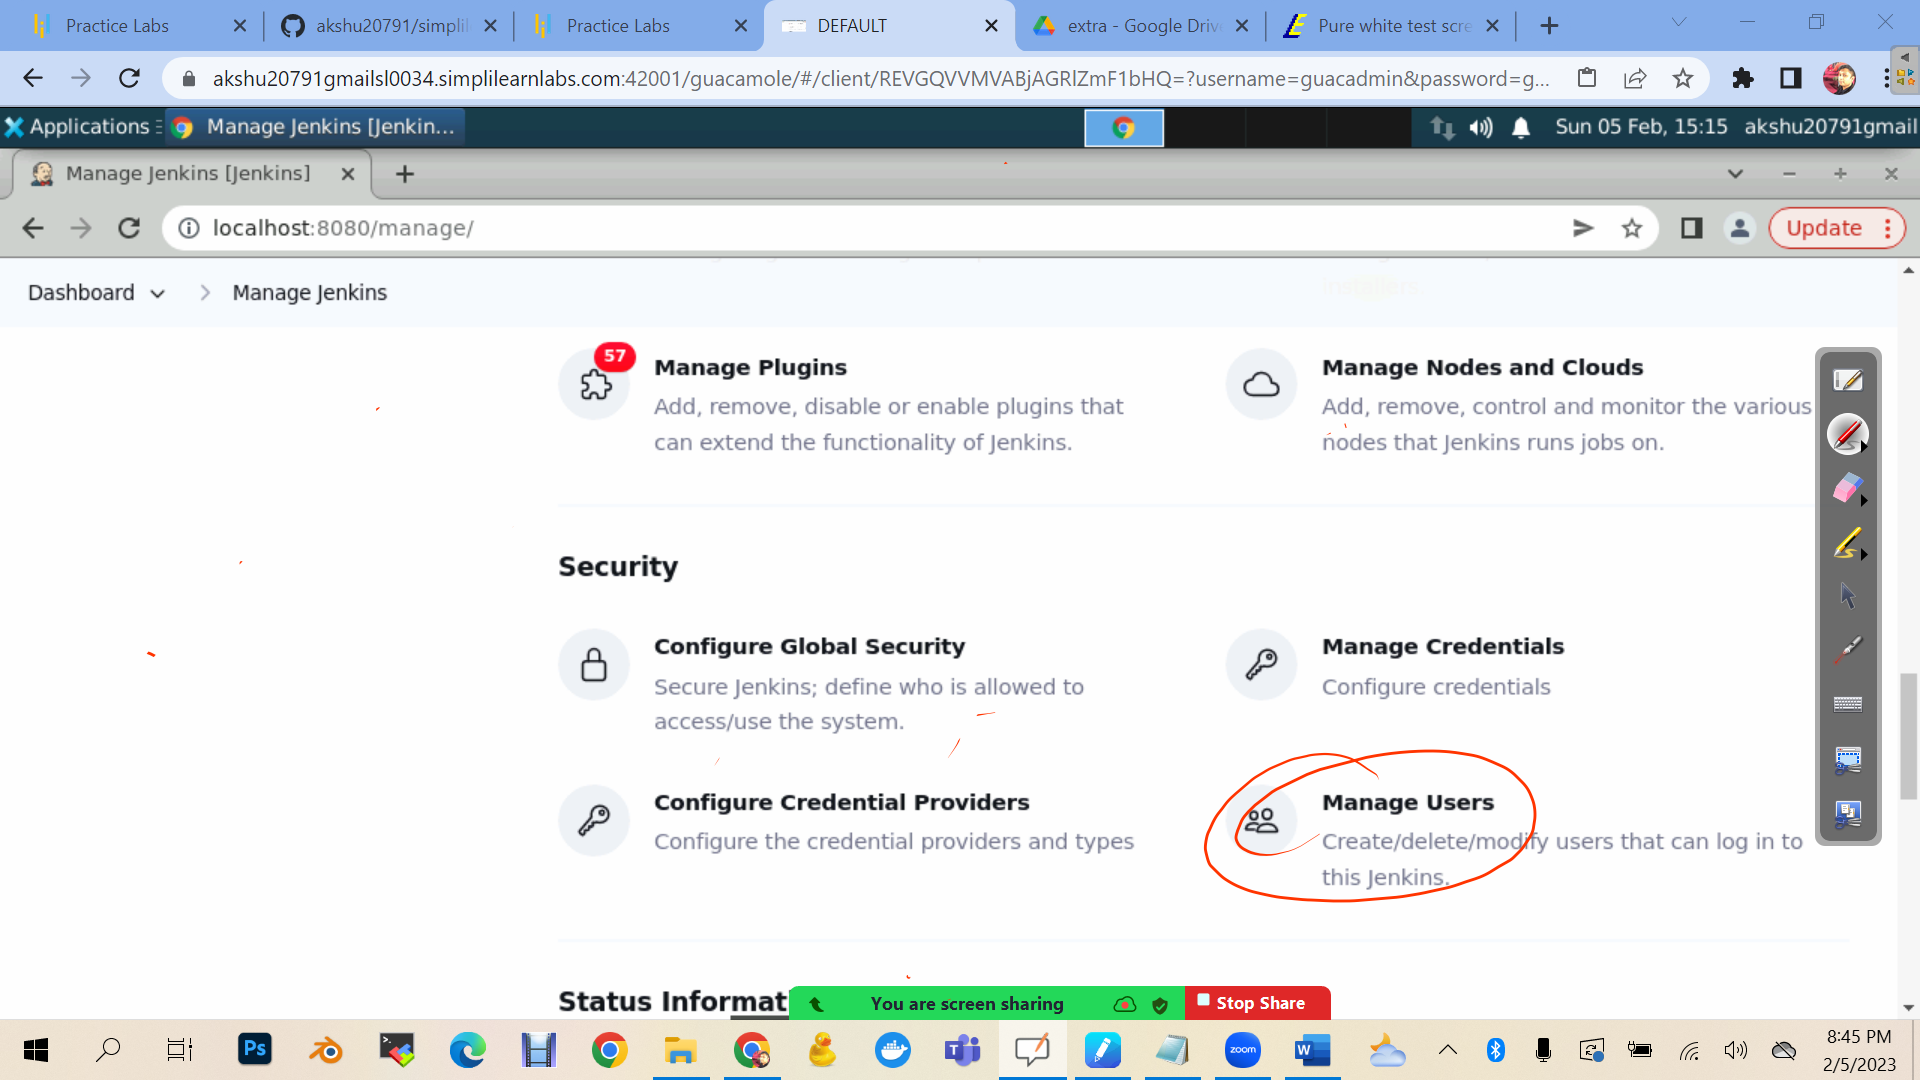 Practice Labs
akshu20791/simplil
Practice Labs
DEFAULT
extra - Google Drive
Pure white test scre
akshu20791gmailsl0034.simplilearnlabs.com:42001/guacamole/#/client/REVGQVVMVABjAGRlZmF1bHQ=?username=guacadmin&password=g...
Applications
Manage Jenkins [Jenkin...
Sun 05 Feb, 15:15
akshu20791gmail
Manage Jenkins [Jenkins]
localhost:8080/manage/
Update
Dashboard
Manage Jenkins
57
Manage Plugins
Add, remove, disable or enable plugins that
can extend the functionality of Jenkins.
Manage Nodes and Clouds
Add, remove, control and monitor the various
nodes that Jenkins runs jobs on.
Security
Configure Global Security
Secure Jenkins; define who is allowed to
access/use the system.
Manage Credentials
Configure credentials
Configure Credential Providers
Configure the credential providers and types
Manage Users
Create/delete/modify users that can log in to
this Jenkins.
Status Informat
You are screen sharing
Stop Share
Ps
zoom
W
8:45 PM
2/5/2023